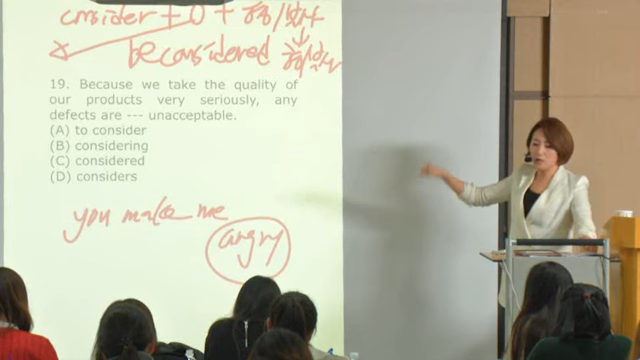 consider + O + 형/명사
be considered 형/명사
19. Because we take the quality of
our products very seriously, any
defects are --- unacceptable.
(A) to consider
(B) considering
(C) considered
(D) considers
you make me
angry